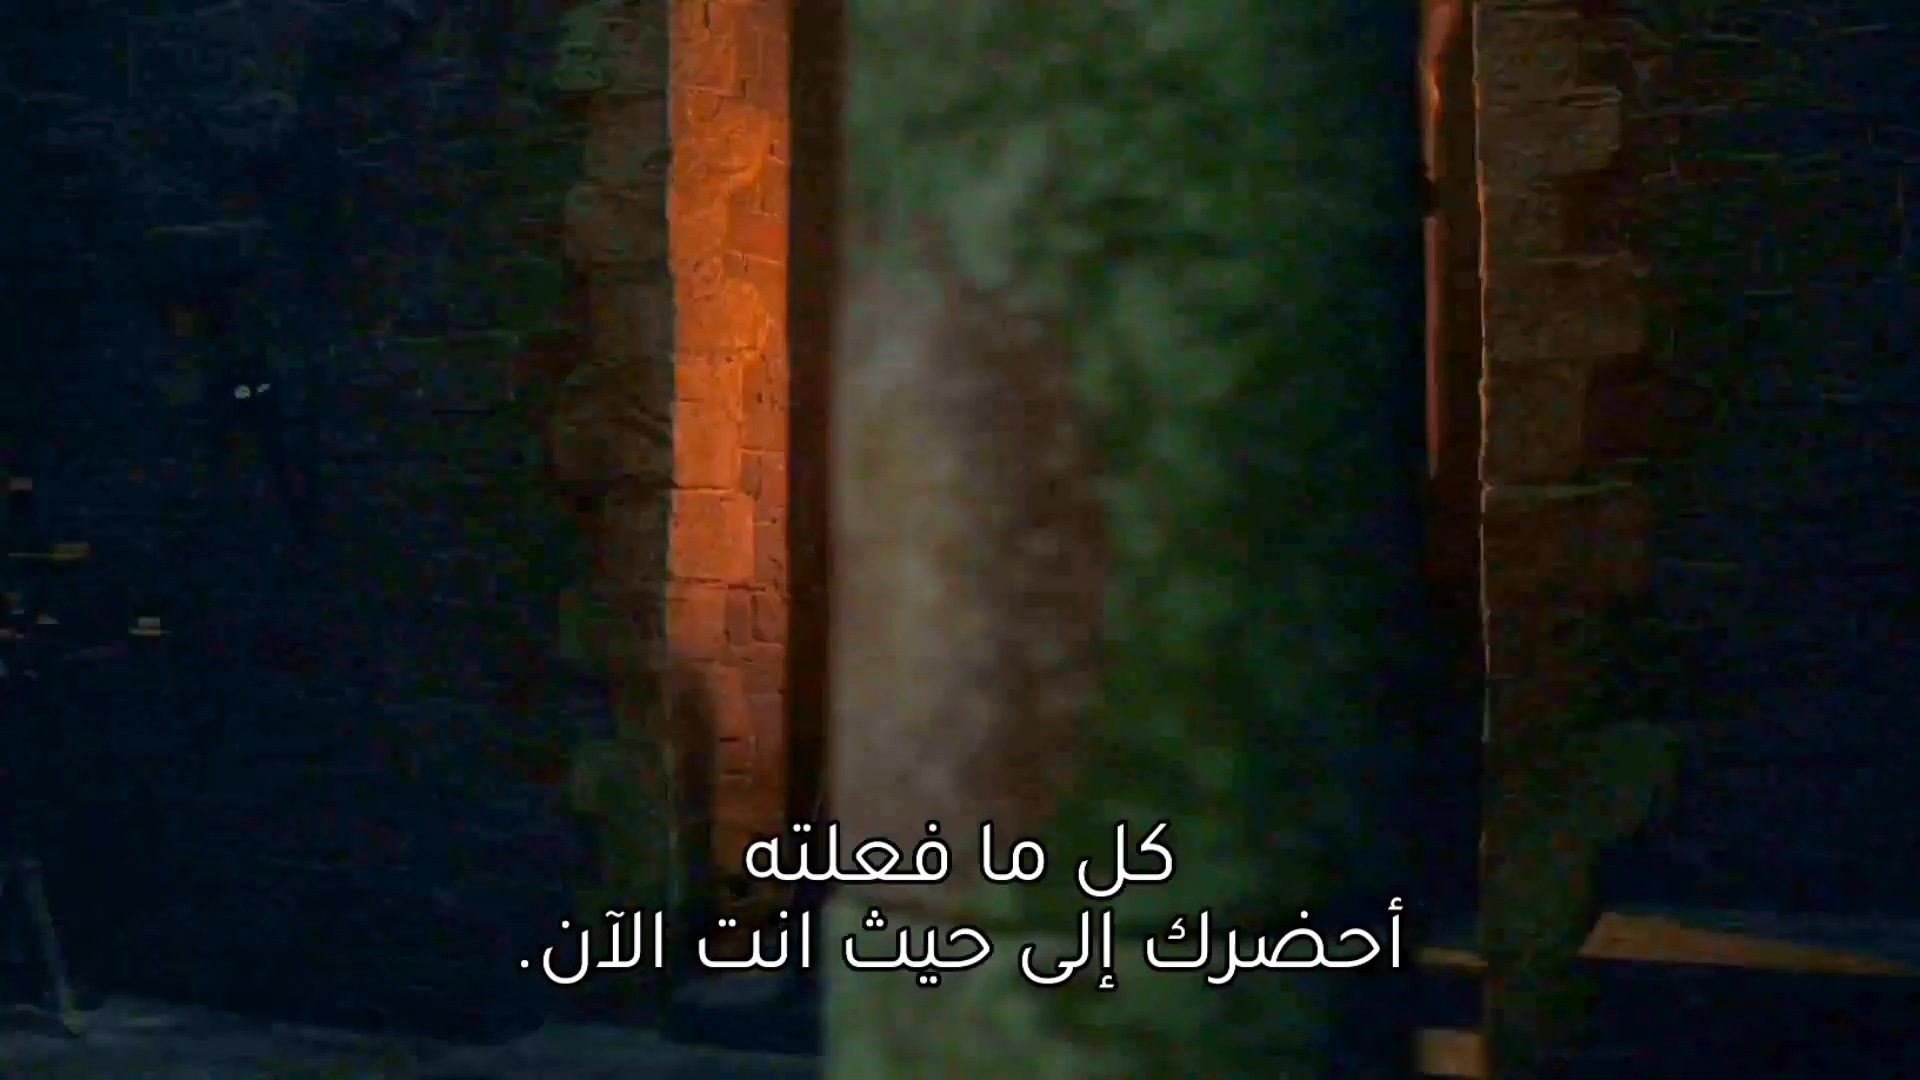 كل ما فعلته
أحضرك إلى حيث انت الآن.